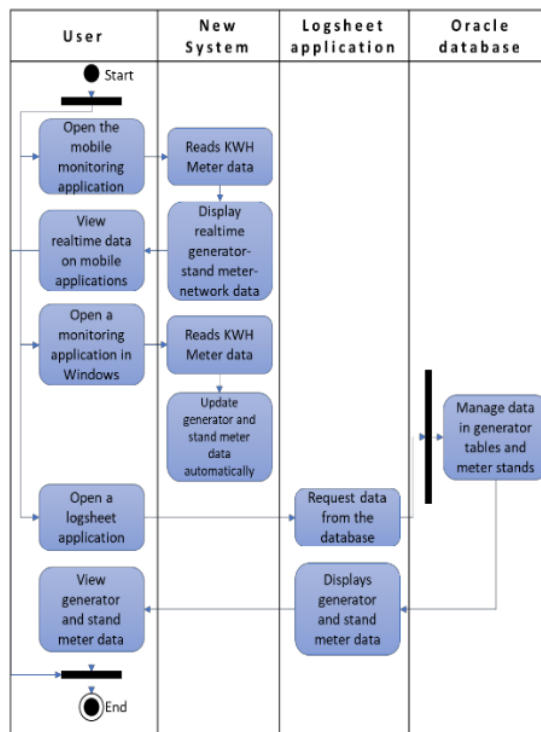 User
New
System
Logsheet
application
Oracle
database
Start
Open the
mobile
monitoring
application
Reads KWH
Meter data
View
realtime data
on mobile
applications
Display
realtime
generator-
stand meter-
network data
Open a
monitoring
application in
Windows
Reads KWH
Meter data
Update
generator and
stand meter
data
automatically
Manage data
in generator
tables and
meter stands
Open a
logsheet
application
Request data
from the
database
View
generator
and stand
meter data
Displays
generator and
stand meter
data
End